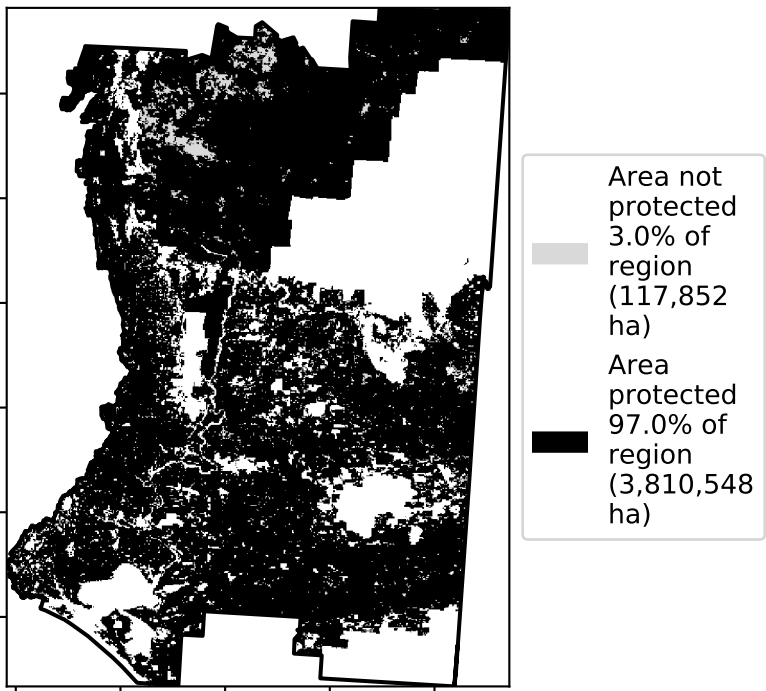 Area not
protected
3.0% of
region
(117,852
ha)
Area
protected
97.0% of
region
(3,810,548
ha)